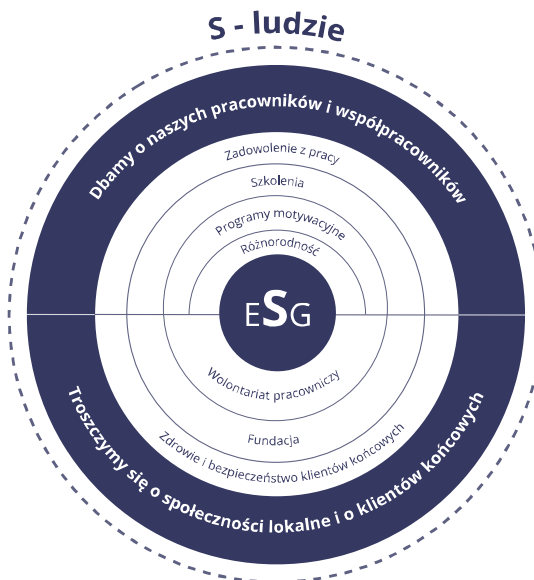 S - ludzie
Dbamy o naszych pracowników i współpracowników
Zadowolenie z pracy
Szkolenia
Programy motywacyjne
Różnorodność
ESG
Wolontariat pracowniczy
Fundacja
Zdrowie i bezpieczeństwo klientów końcowych
Troszczymy się o społeczności lokalne i o klientów końcowych